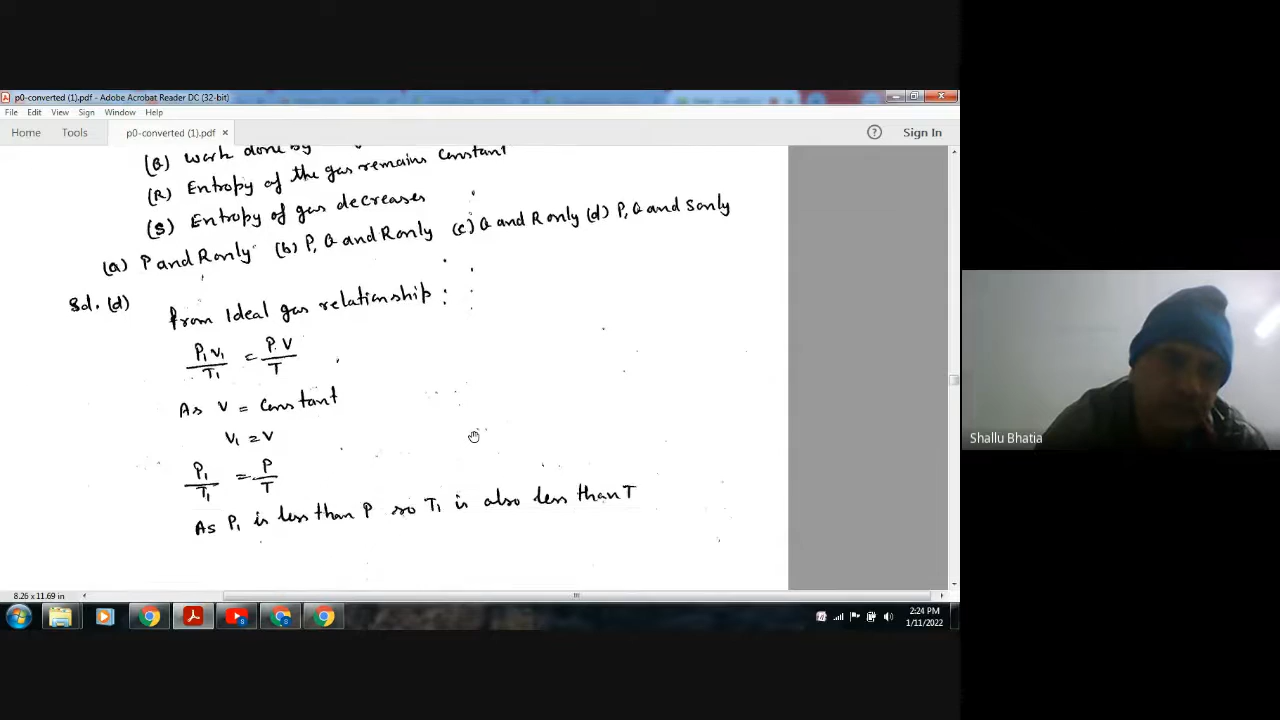 p0-converted (1).pdf - Adobe Acrobat Reader DC (32-bit)
File Edit View Sign Window Help
Home Tools p0-converted (1).pdf × Sign In
(Q) work done by
(R) Entropy of the gas remains constant
(S) Entropy of gas decreases
(a) P and R only (b) P, Q and R only (c) Q and R only (d) P, Q and S only
Sol. (d)
from Ideal gas relationship :
P₁V₁/T₁ = PV/T
As V = constant
V₁ = V
P₁/T₁ = P/T
As P₁ is less than P so T₁ is also less than T
Shallu Bhatia
8.26 x 11.69 in
2:24 PM
1/11/2022